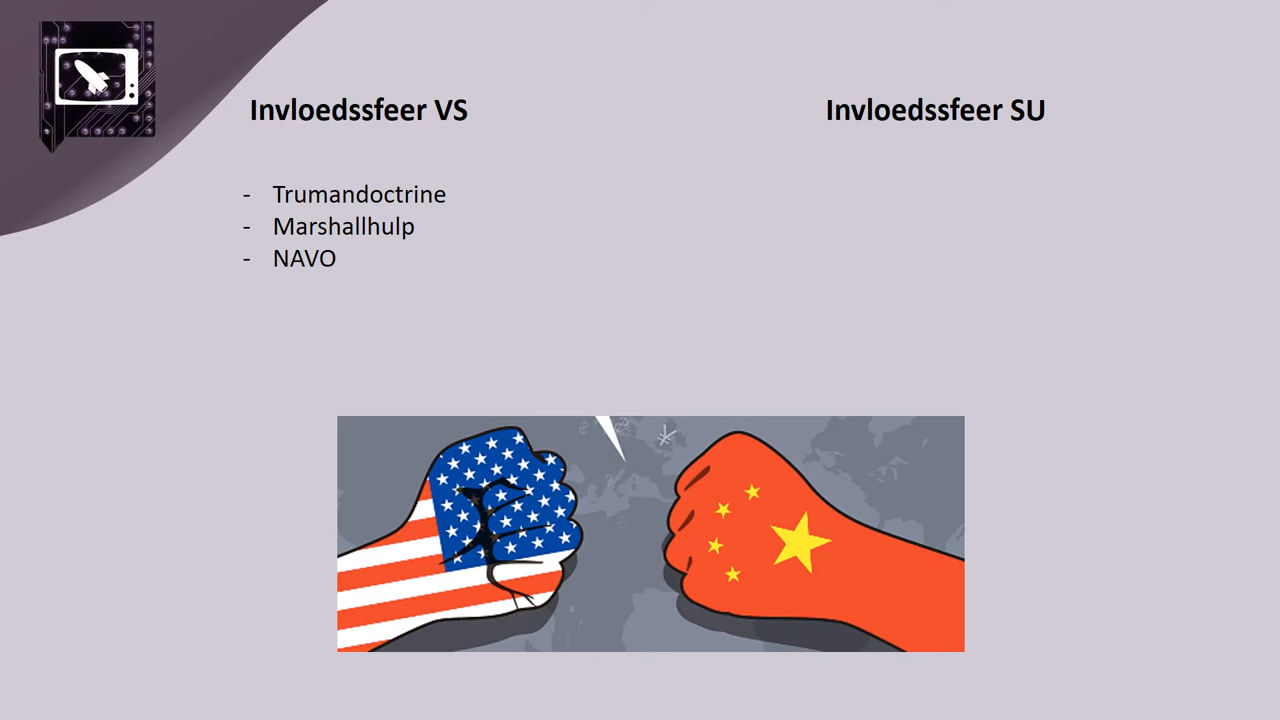 Invloedssfeer VS
Invloedssfeer SU
- Trumandoctrine
- Marshallhulp
- NAVO